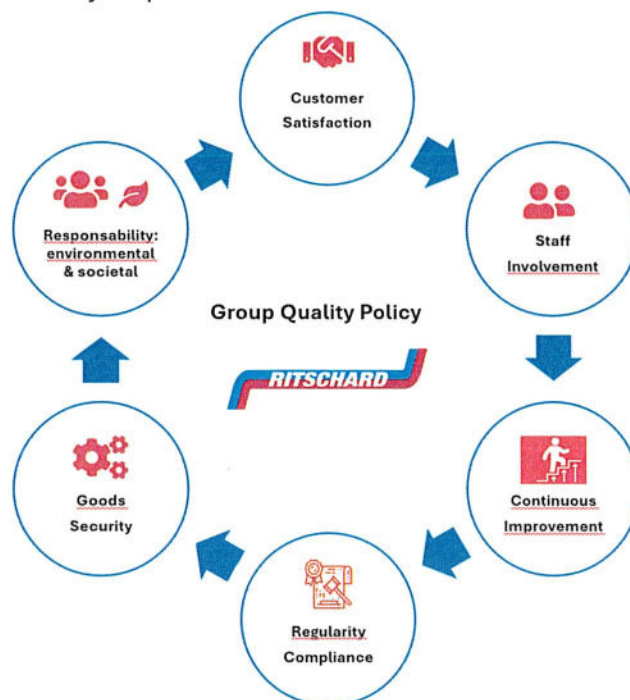 Customer
Satisfaction
Staff
Involvement
Continuous
Improvement
Regularity
Compliance
Goods
Security
Responsability:
environmental
& societal
Group Quality Policy
RITSCHARD